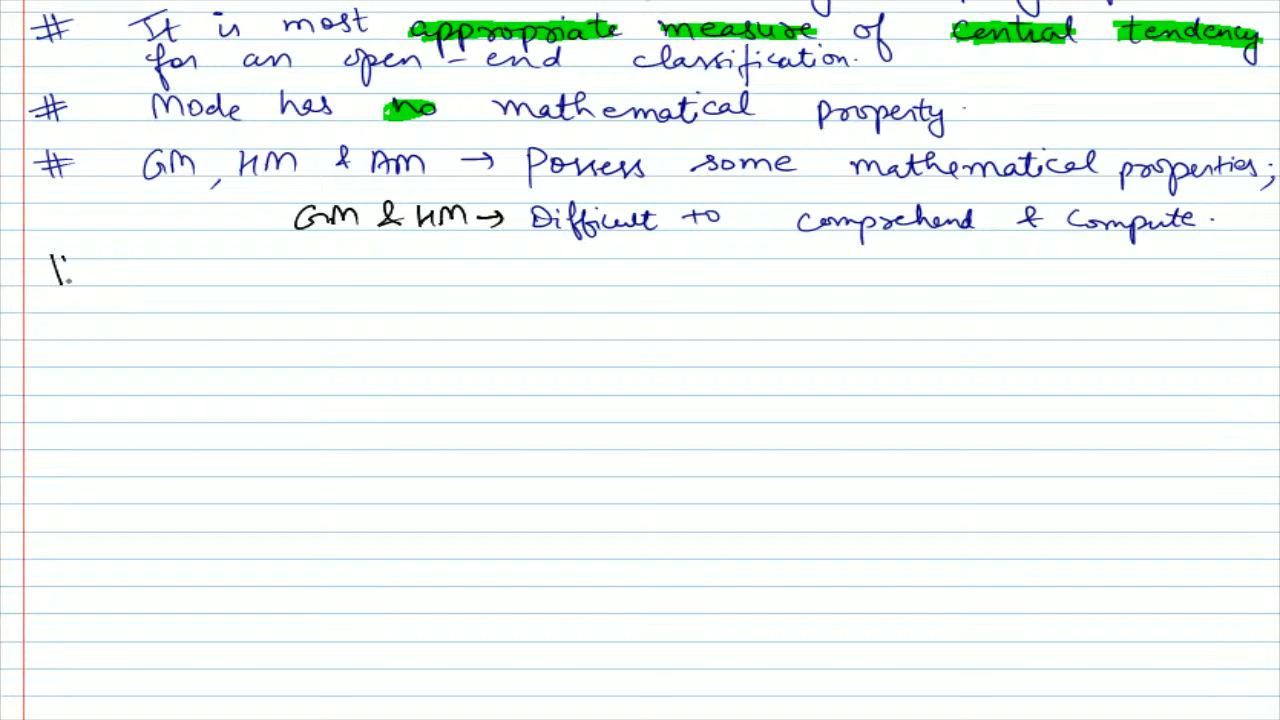 # It is most appropriate measure of central tendency
for an open-end classification.
# Mode has no mathematical property.
# GM, HM & AM → Possess some mathematical properties;
GM & HM → Difficult to comprehend & compute.